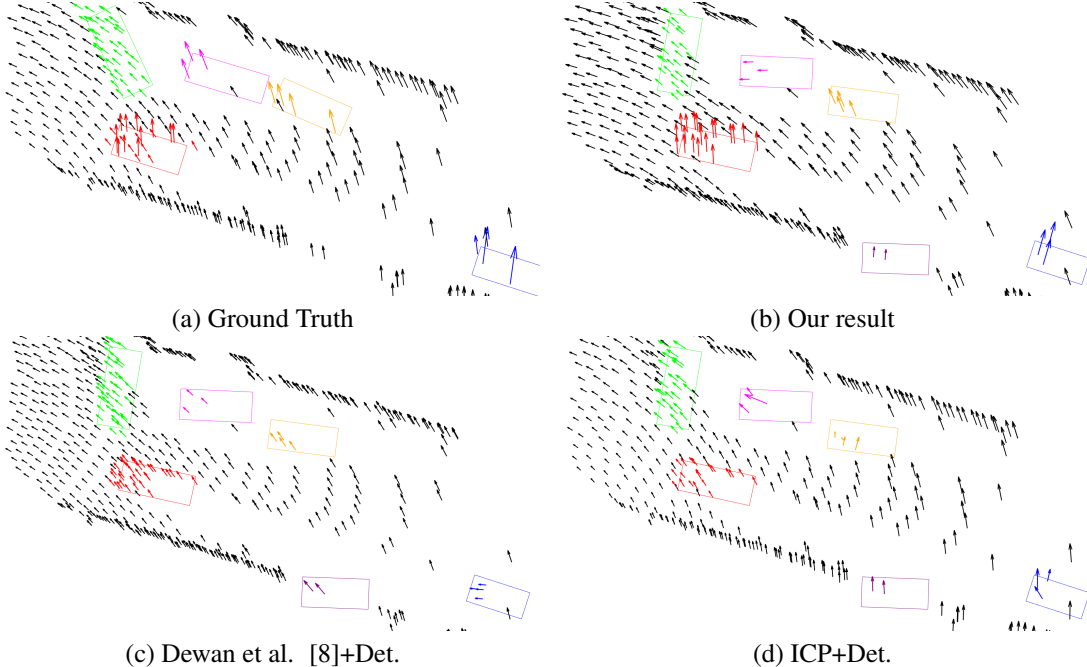 (a) Ground Truth
(b) Our result
(c) Dewan et al. [8]+Det.
(d) ICP+Det.